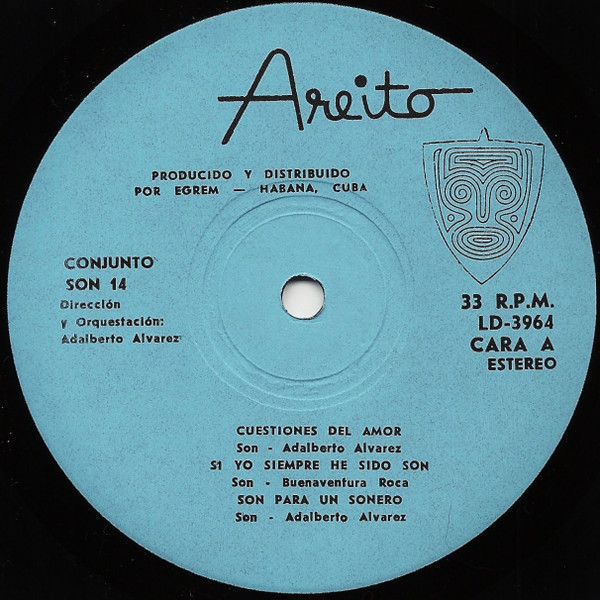 Areito
PRODUCIDO Y DISTRIBUIDO
POR EGREM — HABANA, CUBA
CONJUNTO
SON 14
Dirección
y Orquestación:
Adalberto Alvarez
33 R.P.M.
LD-3964
CARA A
ESTEREO
CUESTIONES DEL AMOR
Son - Adalberto Alvarez
S1 YO SIEMPRE HE SIDO SON
Son - Buenaventura Roca
SON PARA UN SONERO
Son - Adalberto Alvarez